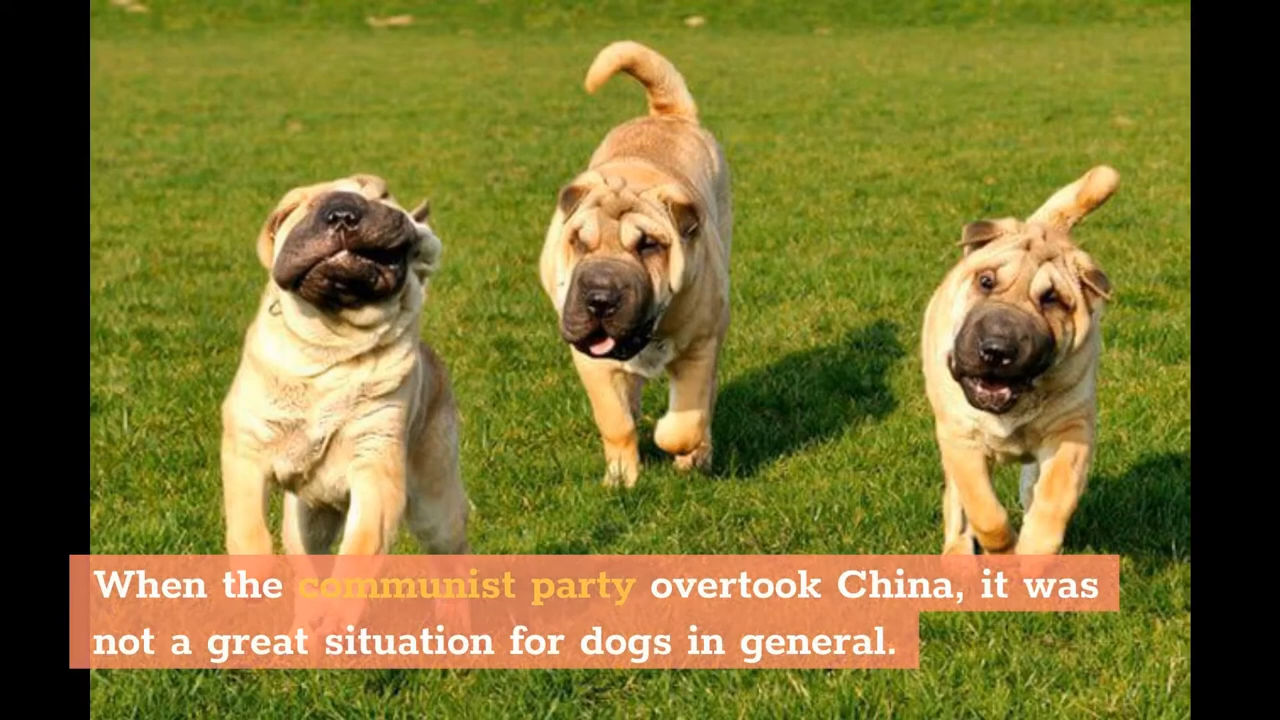 When the communist party overtook China, it was
not a great situation for dogs in general.